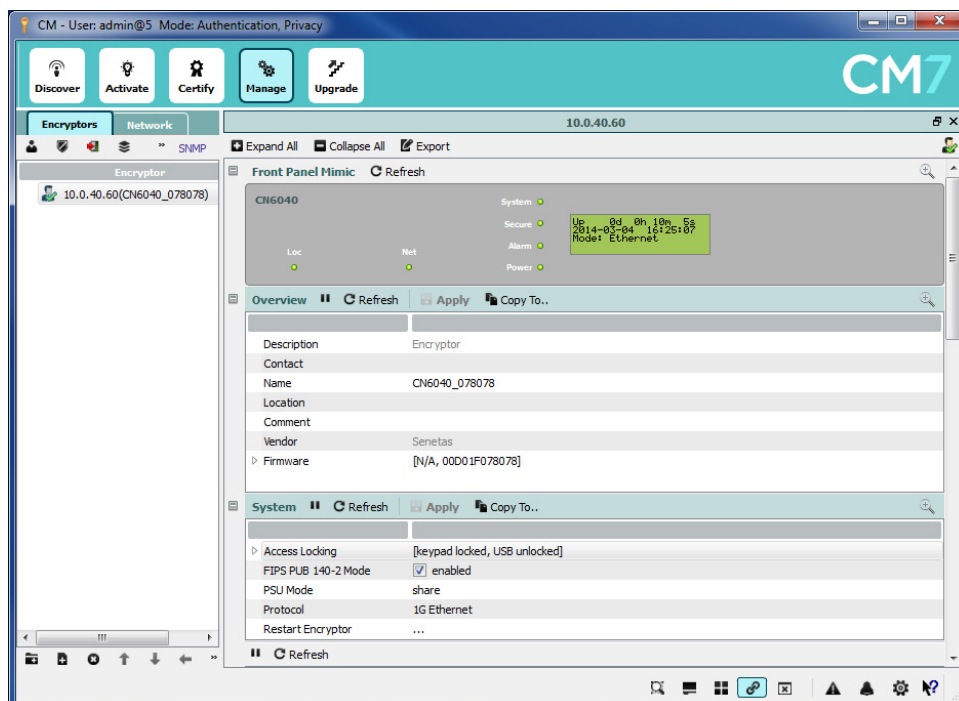 CM - User: admin@5 Mode: Authentication, Privacy
Discover Activate Certify Manage Upgrade
CM7
Encryptors Network
10.0.40.60
» SNMP
Expand All Collapse All Export
Encryptor
10.0.40.60(CN6040_078078)
Front Panel Mimic Refresh
CN6040
System
Secure
Alarm
Power
Loc
Net
Up 0d 0h 10m 5s
2014-03-04 16:25:07
Mode: Ethernet
Overview Refresh Apply Copy To..
Description Encryptor
Contact
Name CN6040_078078
Location
Comment
Vendor Senetas
Firmware [N/A, 00D01F078078]
System Refresh Apply Copy To..
Access Locking [keypad locked, USB unlocked]
FIPS PUB 140-2 Mode enabled
PSU Mode share
Protocol 1G Ethernet
Restart Encryptor ...
Refresh
»